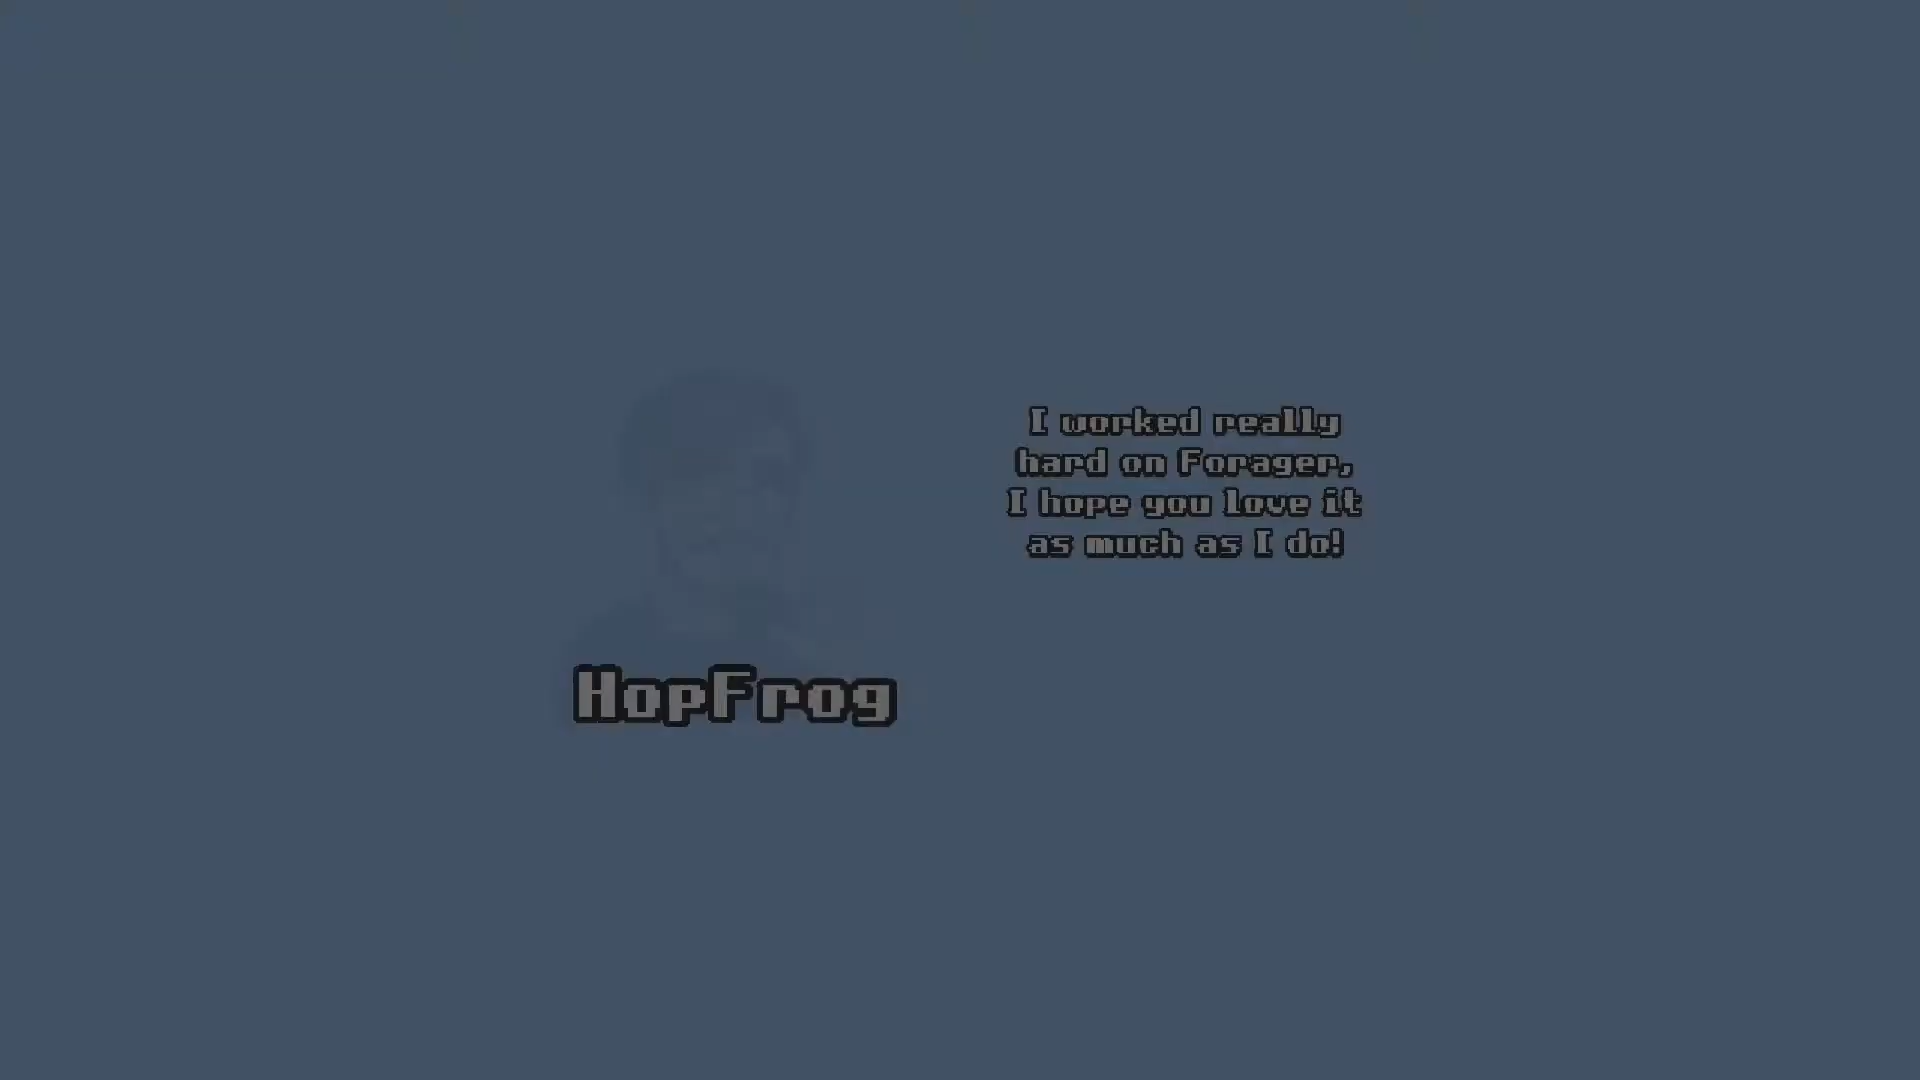 I worked really
hard on Forager,
I hope you love it
as much as I do!
HopFrog